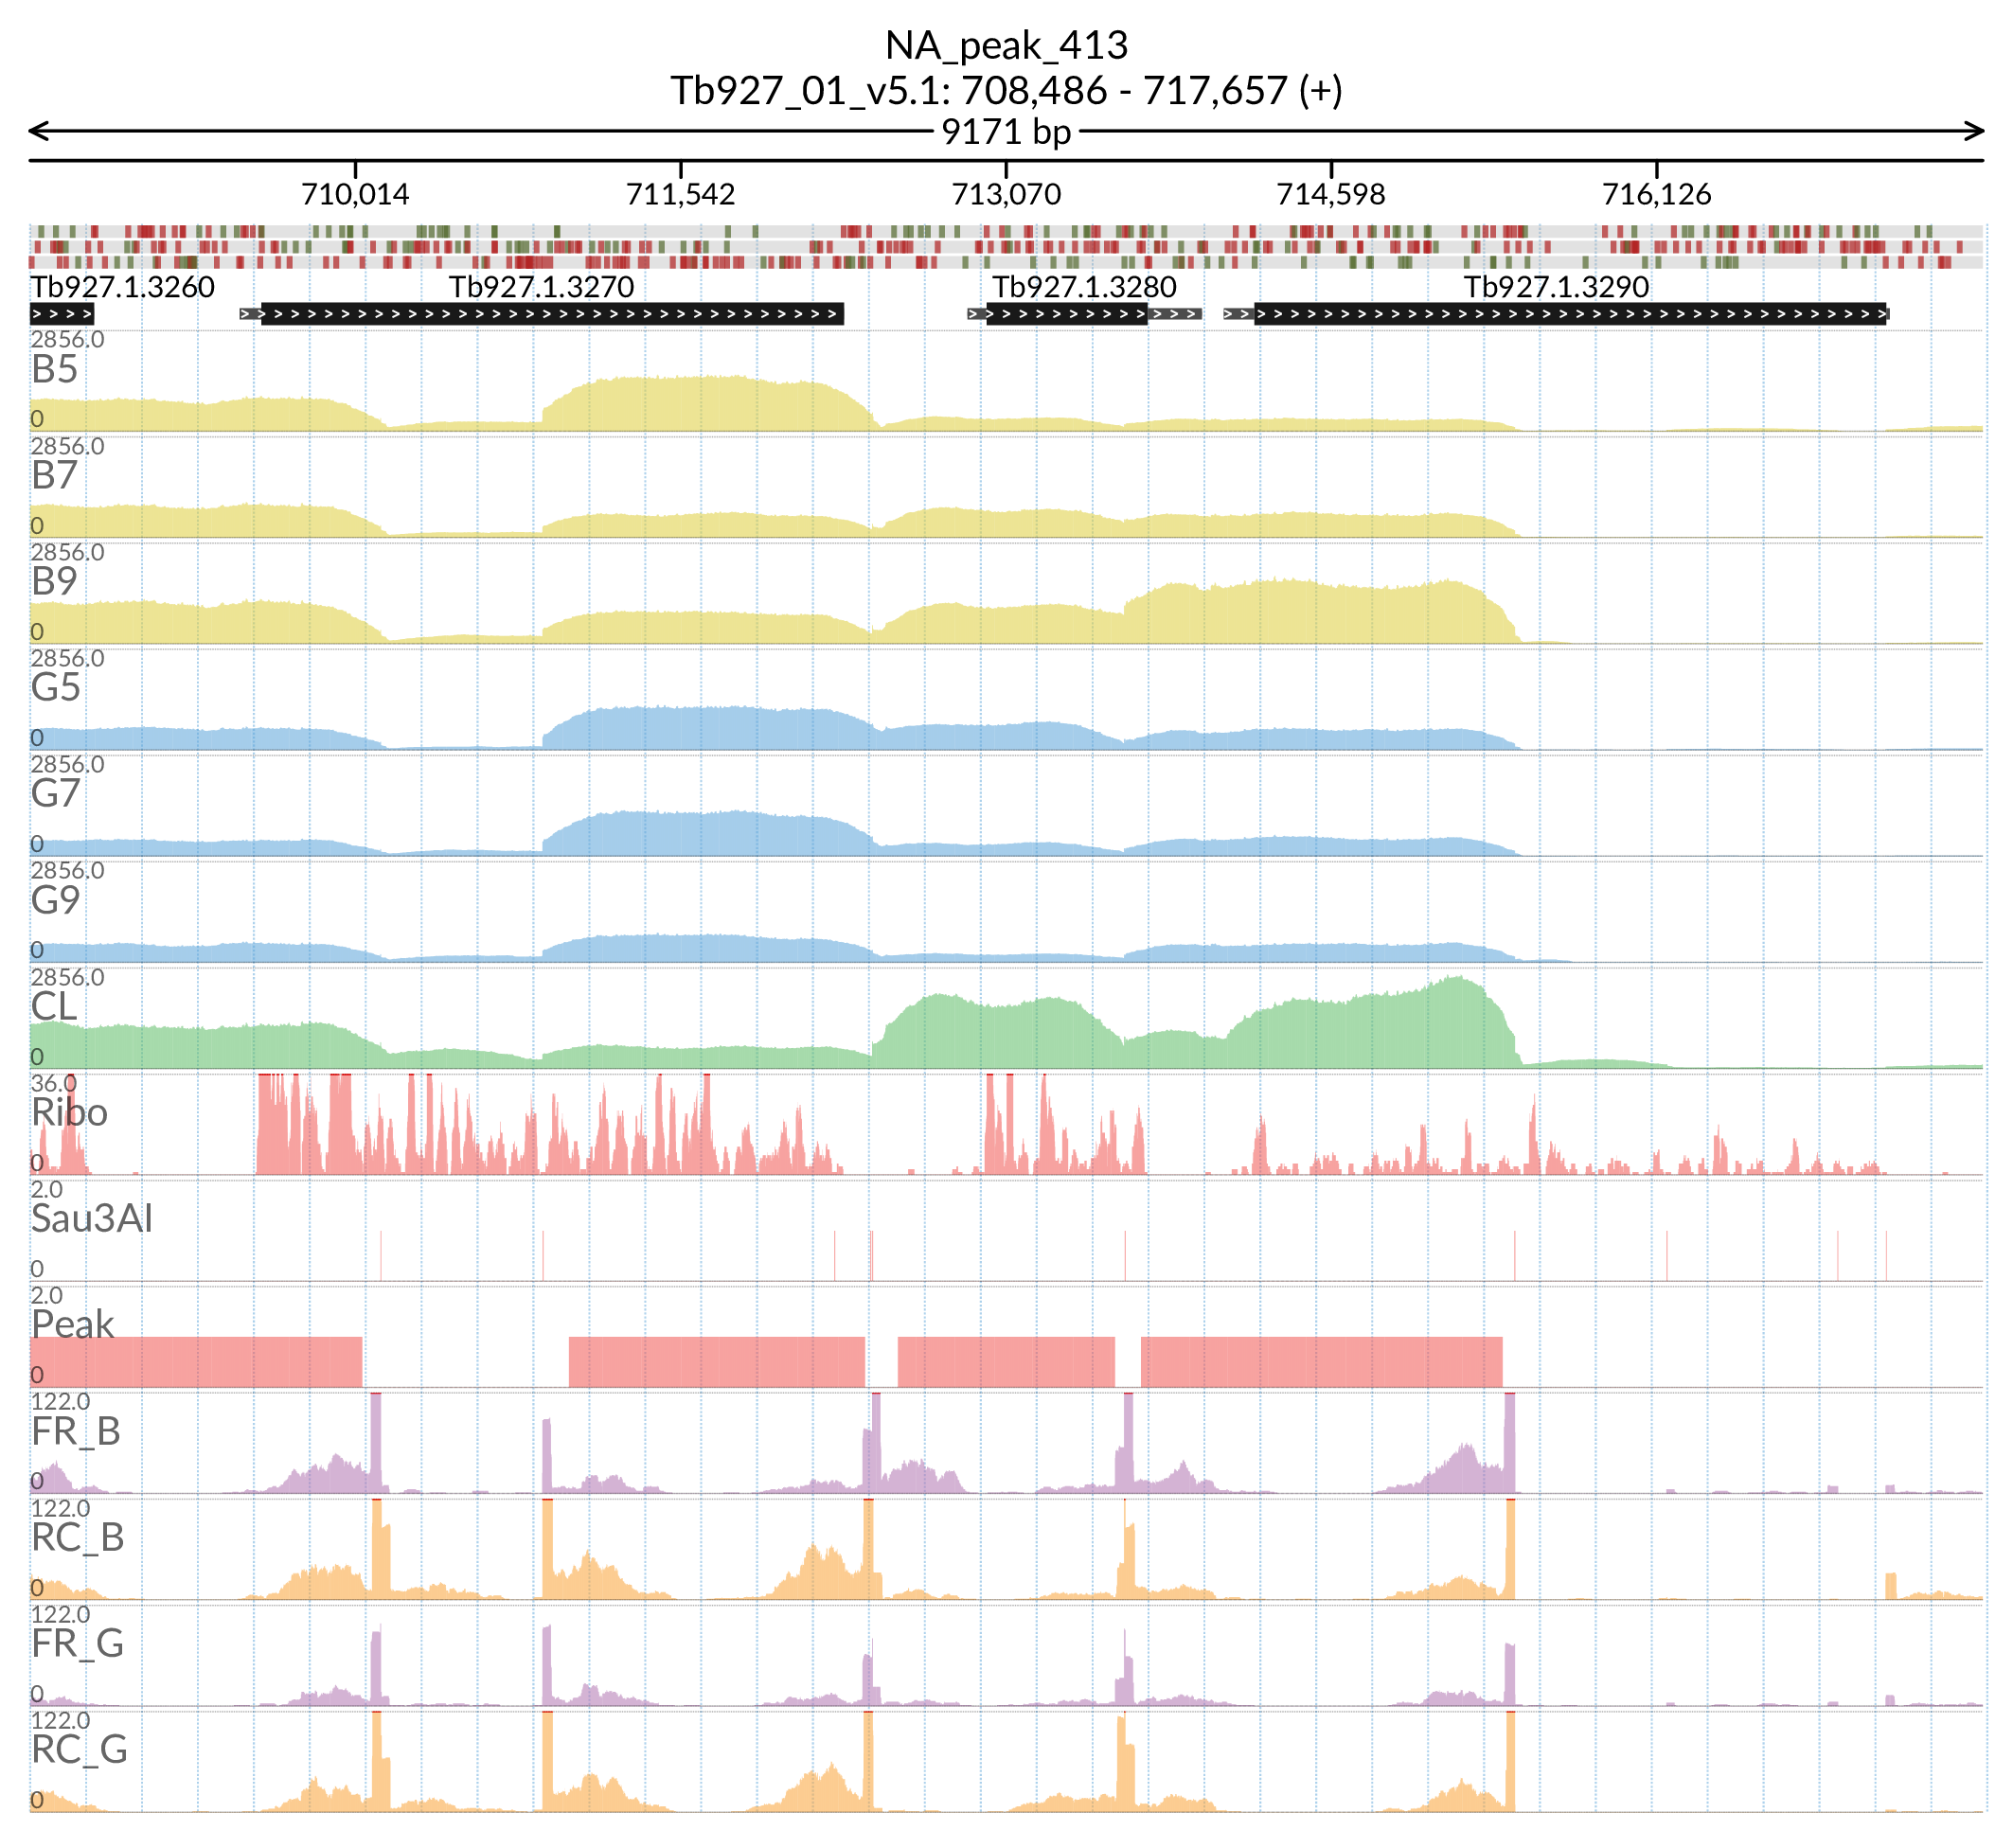 NA_peak_413
Tb927_01_v5.1: 708,486 - 717,657 (+)
9171 bp
710,014 711,542 713,070 714,598 716,126
Tb927.1.3260 Tb927.1.3270 Tb927.1.3280 Tb927.1.3290
2856.0
B5
0
2856.0
B7
0
2856.0
B9
0
2856.0
G5
0
2856.0
G7
0
2856.0
G9
0
2856.0
CL
0
36.0
Ribo
0
2.0
Sau3AI
0
2.0
Peak
0
122.0
FR_B
0
122.0
RC_B
0
122.0
FR_G
0
122.0
RC_G
0